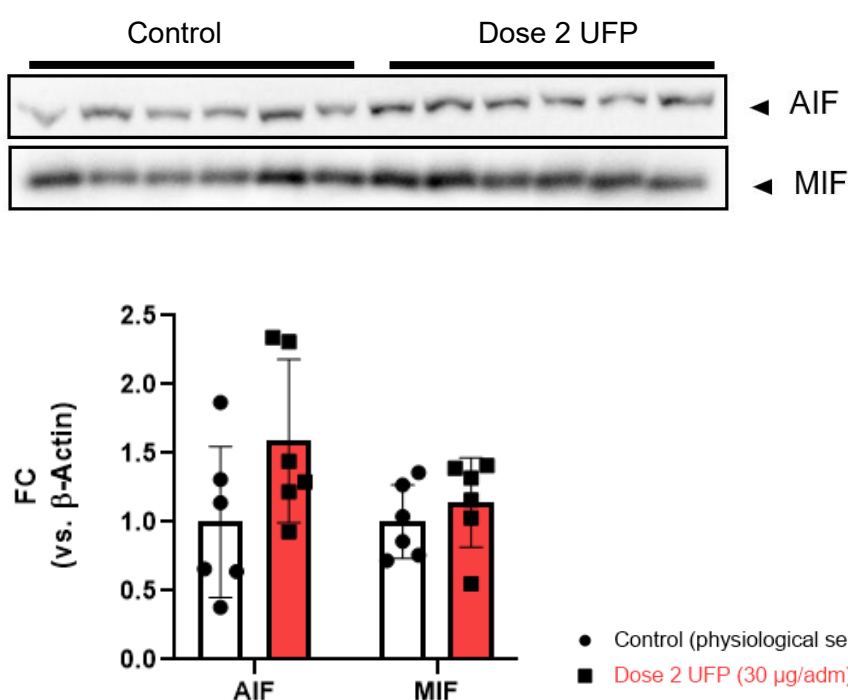 Control Dose 2 UFP
AIF
MIF
FC
(vs. β-Actin)
2.5
2.0
1.5
1.0
0.5
0.0
AIF MIF
Control (physiological se
Dose 2 UFP (30 µg/adm)